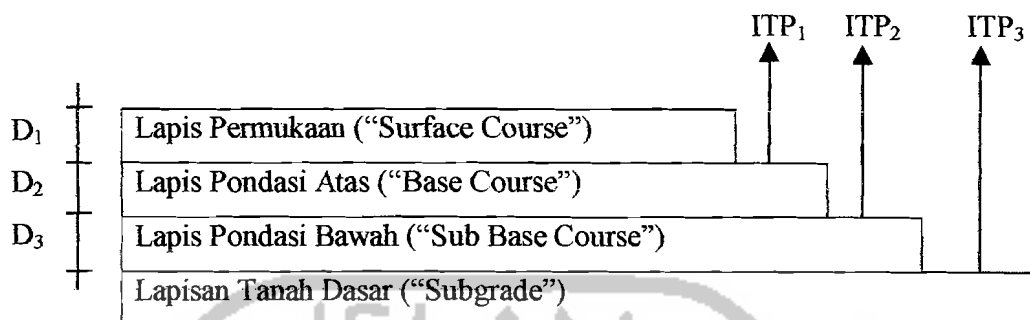 ITP₁ ITP₂ ITP₃
D₁ Lapis Permukaan (“Surface Course”)
D₂ Lapis Pondasi Atas (“Base Course”)
D₃ Lapis Pondasi Bawah (“Sub Base Course”)
Lapisan Tanah Dasar (“Subgrade”)